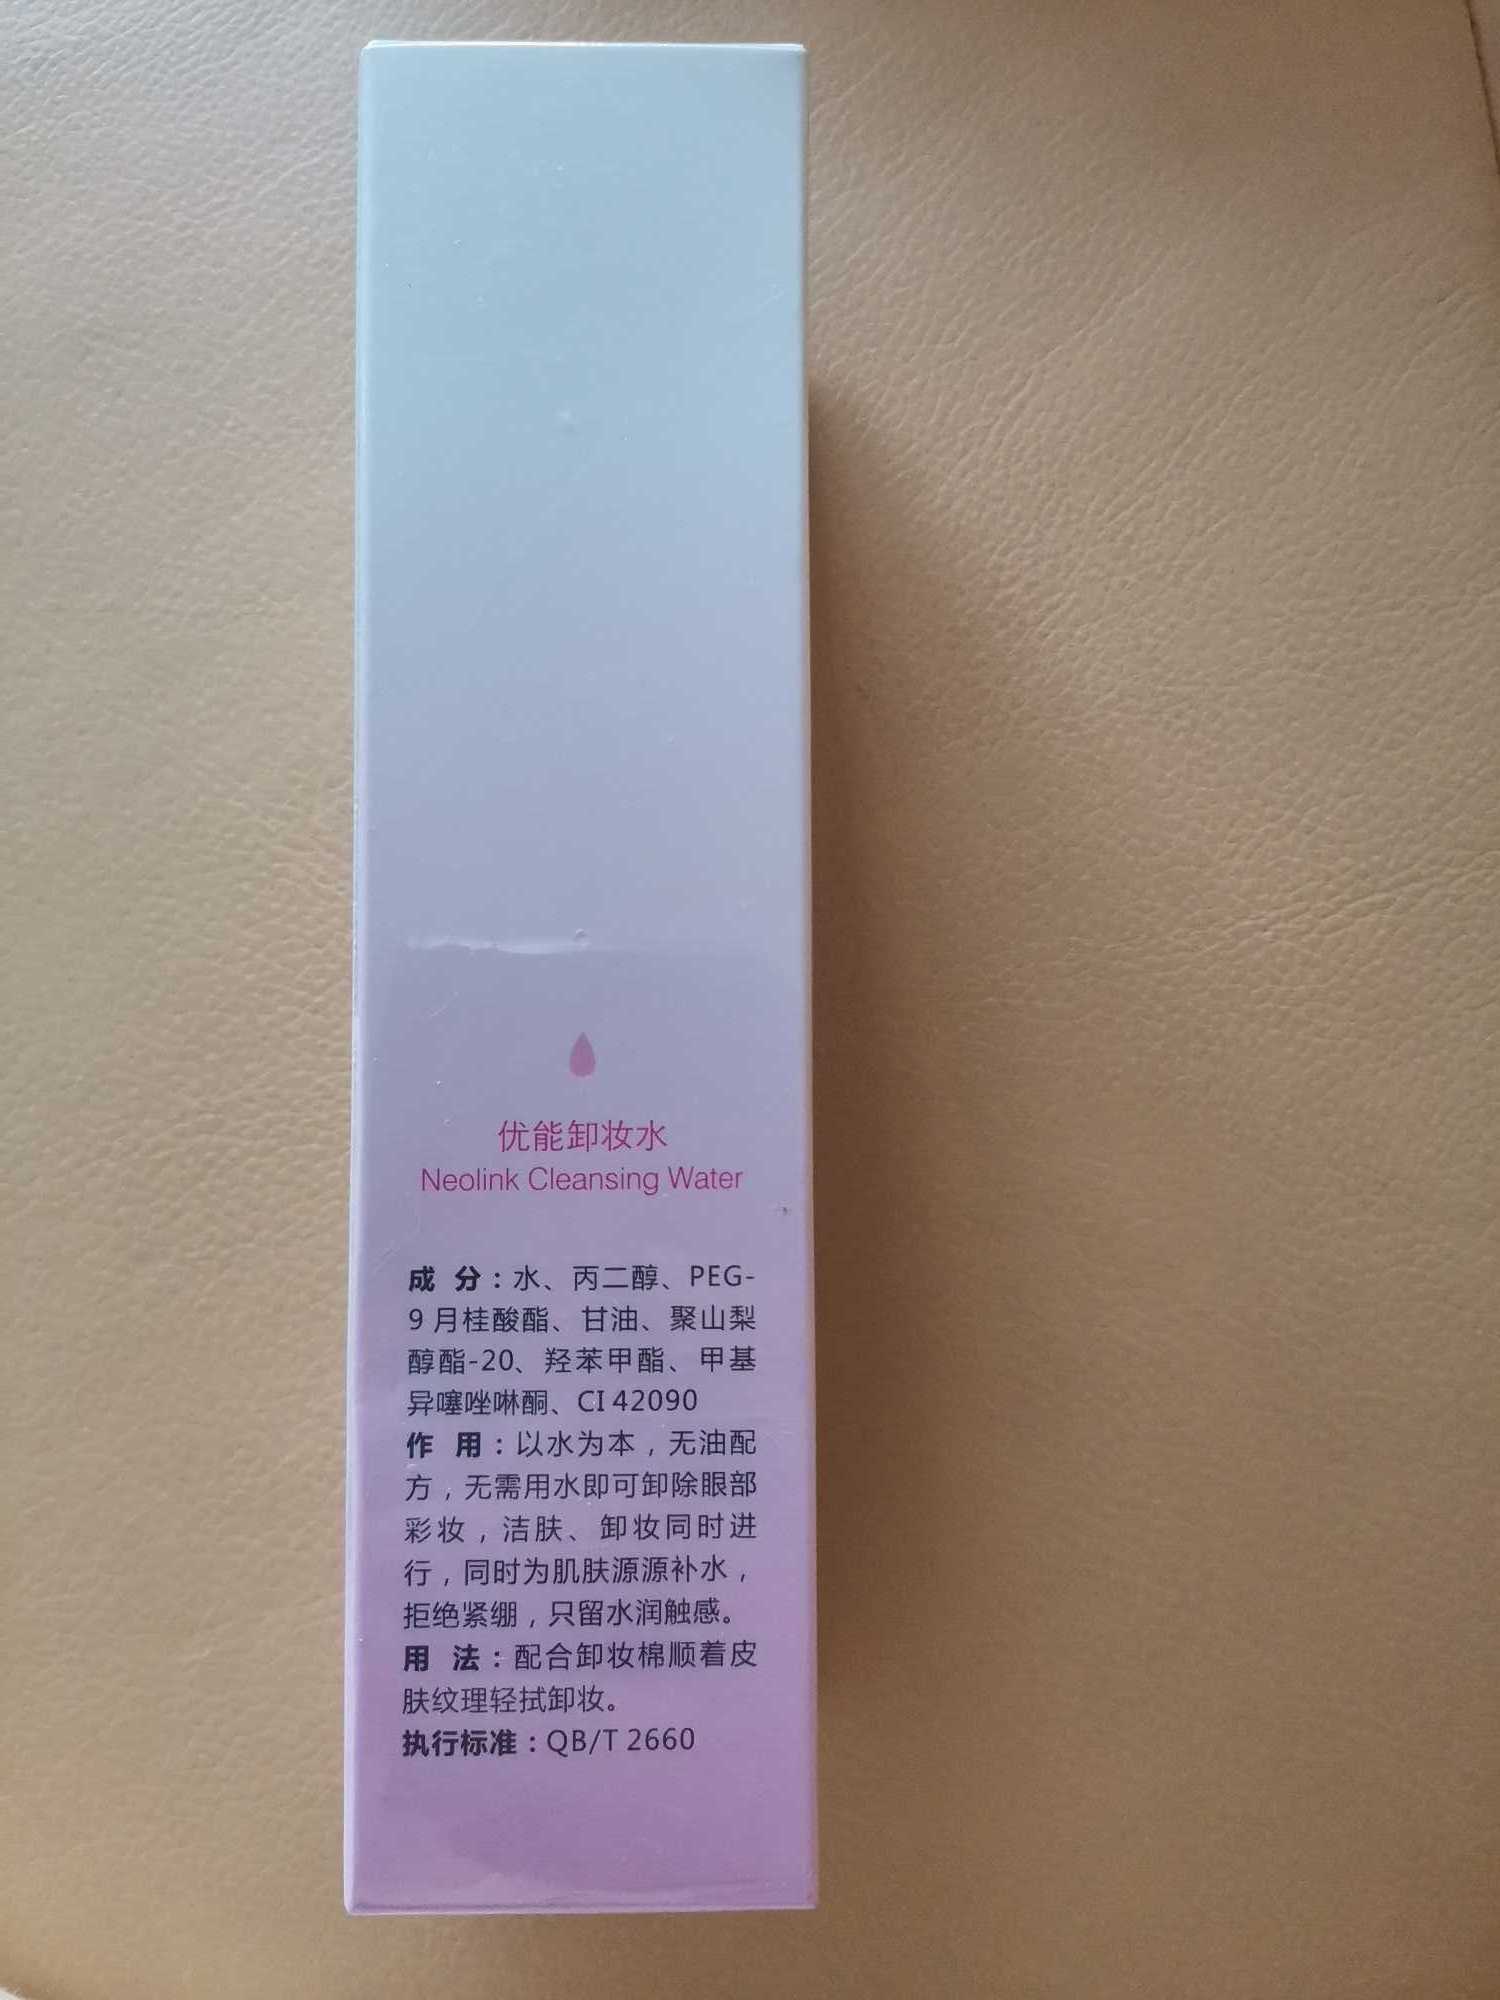 优能卸妆水
Neolink Cleansing Water
成 分：水、丙二醇、PEG-
9 月桂酸酯、甘油、聚山梨
醇酯-20、羟苯甲酯、甲基
异噻唑啉酮、CI 42090
作 用：以水为本，无油配
方，无需用水即可卸除眼部
彩妆，洁肤、卸妆同时进
行，同时为肌肤源源补水，
拒绝紧绷，只留水润触感。
用 法：配合卸妆棉顺着皮
肤纹理轻拭卸妆。
执行标准：QB/T 2660